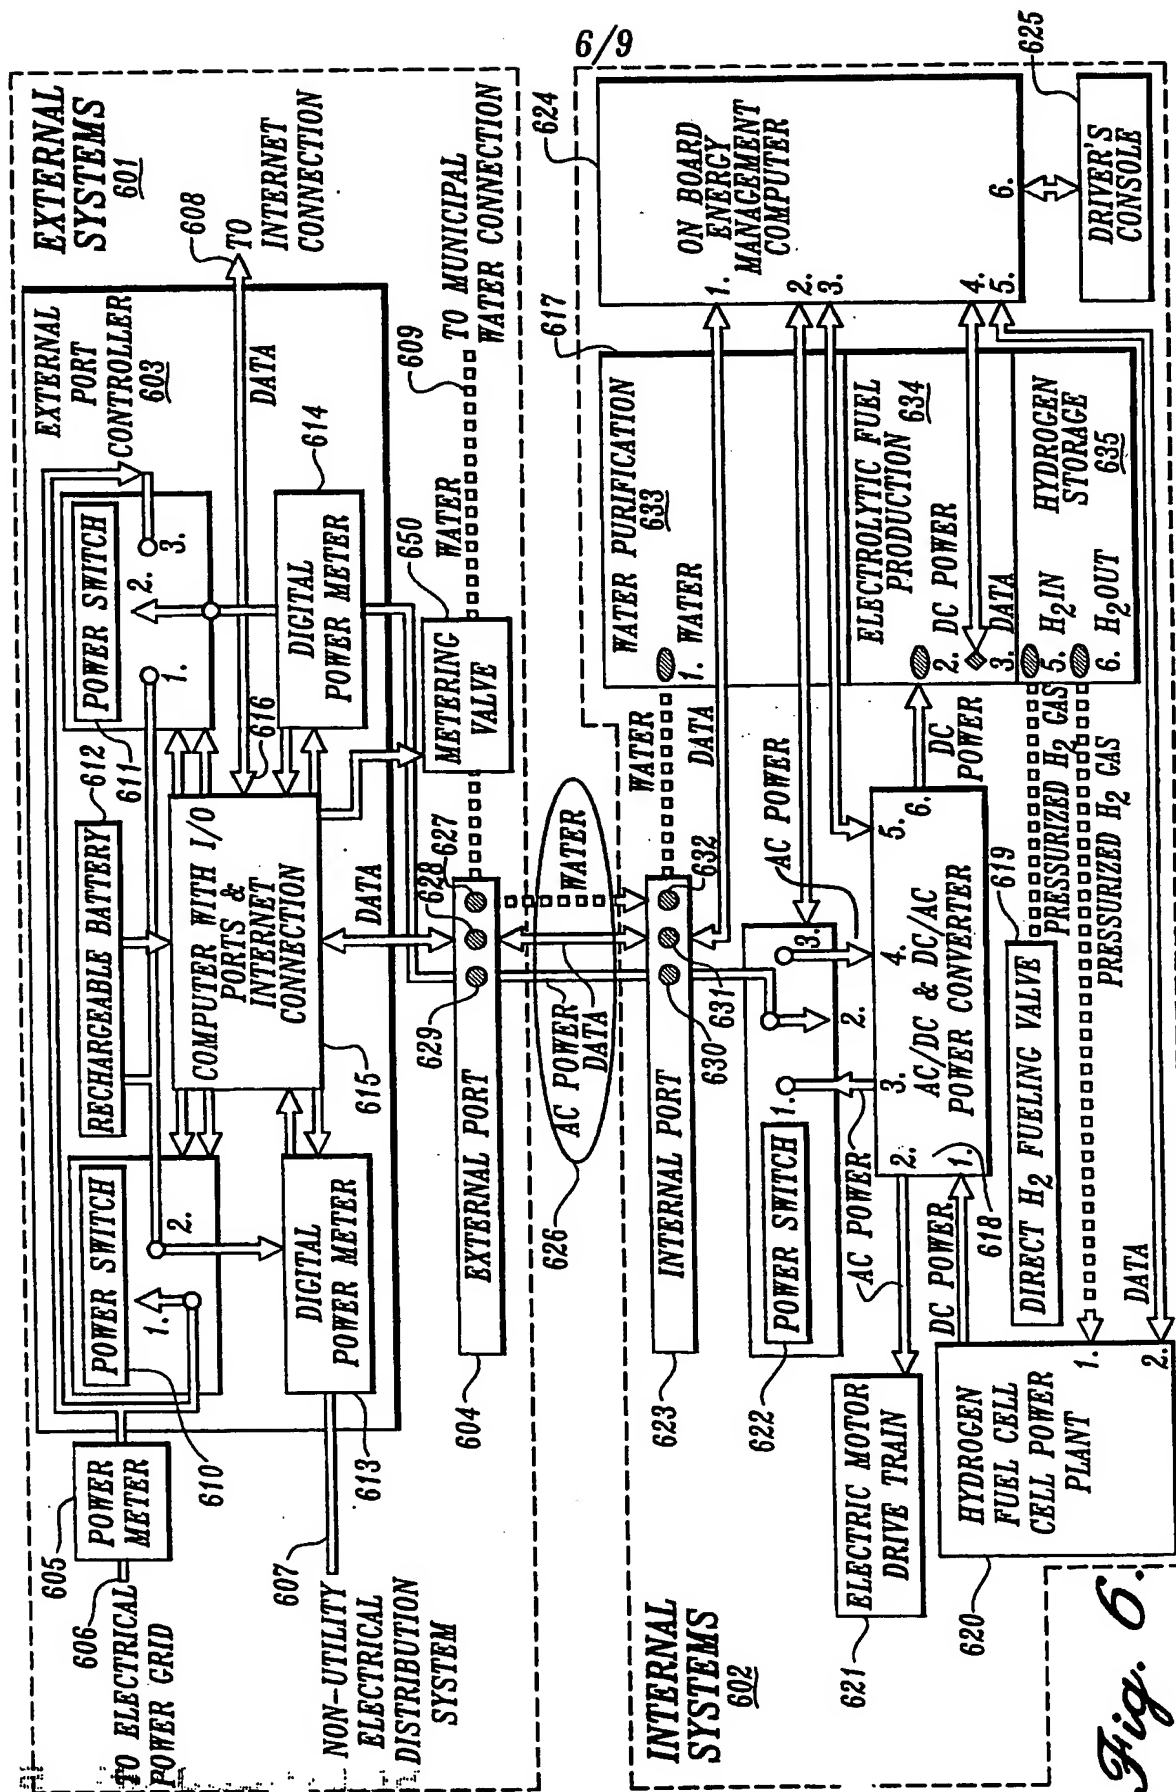 6/9
EXTERNAL
SYSTEMS
601
EXTERNAL
PORT
CONTROLLER
603
608
TO
INTERNET
CONNECTION
DATA
POWER SWITCH
1.
2.
3.
611
RECHARGEABLE BATTERY
612
616
COMPUTER WITH I/O
PORTS &
INTERNET
CONNECTION
615
DIGITAL
POWER METER
614
POWER SWITCH
1.
2.
610
DIGITAL
POWER METER
613
605
POWER
METER
606
TO ELECTRICAL
POWER GRID
607
NON-UTILITY
ELECTRICAL
DISTRIBUTION
SYSTEM
650
METERING
VALVE
WATER
609
TO MUNICIPAL
WATER CONNECTION
DATA
627
628
629
EXTERNAL PORT
604
WATER
AC POWER
DATA
626
INTERNAL PORT
623
630
631
632
WATER
DATA
INTERNAL
SYSTEMS
602
POWER SWITCH
1.
2.
3.
622
AC POWER
AC POWER
ELECTRIC MOTOR
DRIVE TRAIN
621
1.
2.
3.
4.
5.
6.
AC/DC & DC/AC
POWER CONVERTER
618
DC POWER
DC
POWER
HYDROGEN
FUEL CELL
CELL POWER
PLANT
1.
2.
620
DIRECT H2 FUELING VALVE
619
PRESSURIZED H2 GAS
PRESSURIZED H2 GAS
DATA
617
WATER PURIFICATION
633
1. WATER
ELECTROLYTIC FUEL
PRODUCTION 634
2. DC POWER
3. DATA
HYDROGEN
STORAGE
635
5. H2IN
6. H2OUT
624
ON BOARD
ENERGY
MANAGEMENT
COMPUTER
1.
2.
3.
4.
5.
6.
625
DRIVER'S
CONSOLE
Fig. 6.